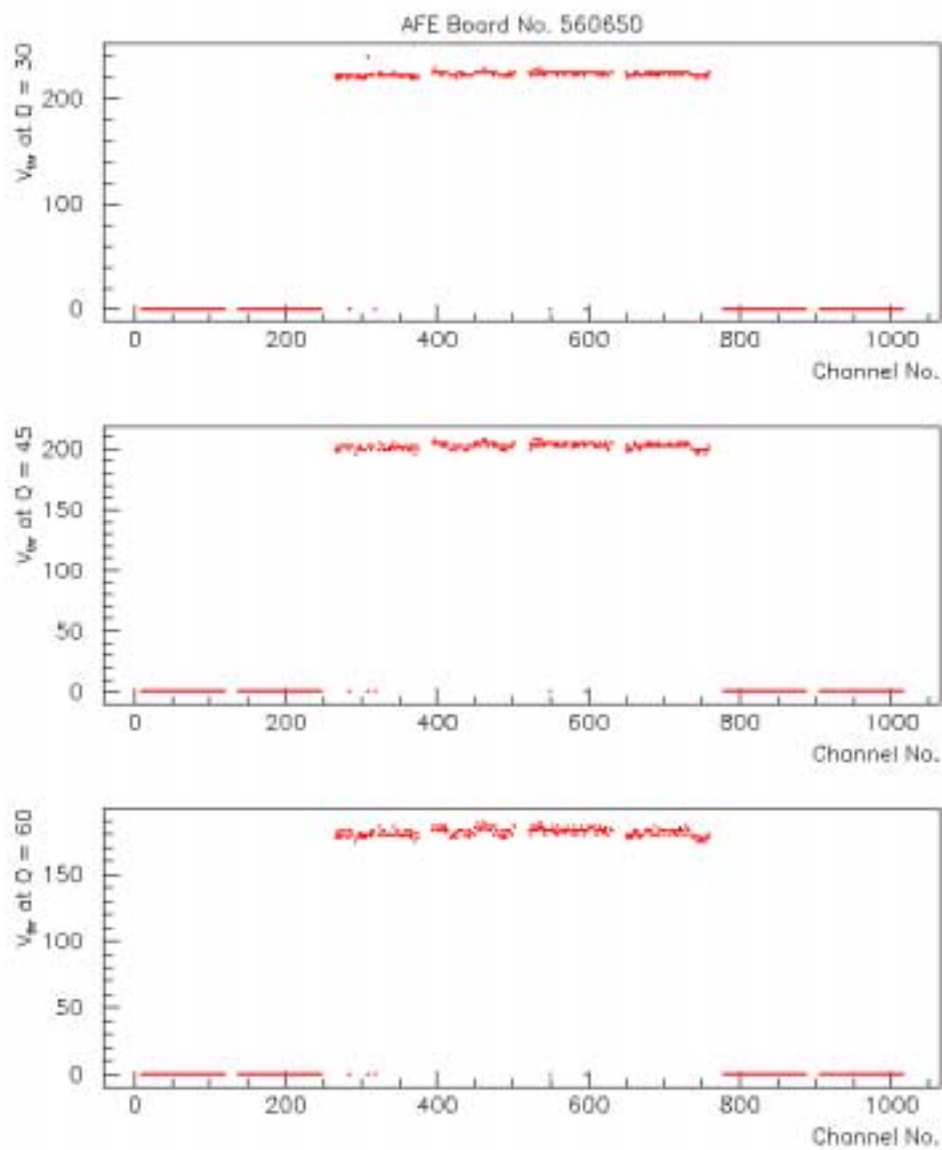 AFE Board No. 560650
V_thr at Q = 30
200
100
0
0 200 400 600 800 1000
Channel No.
V_thr at Q = 45
200
150
100
50
0
0 200 400 600 800 1000
Channel No.
V_thr at Q = 60
150
100
50
0
0 200 400 600 800 1000
Channel No.